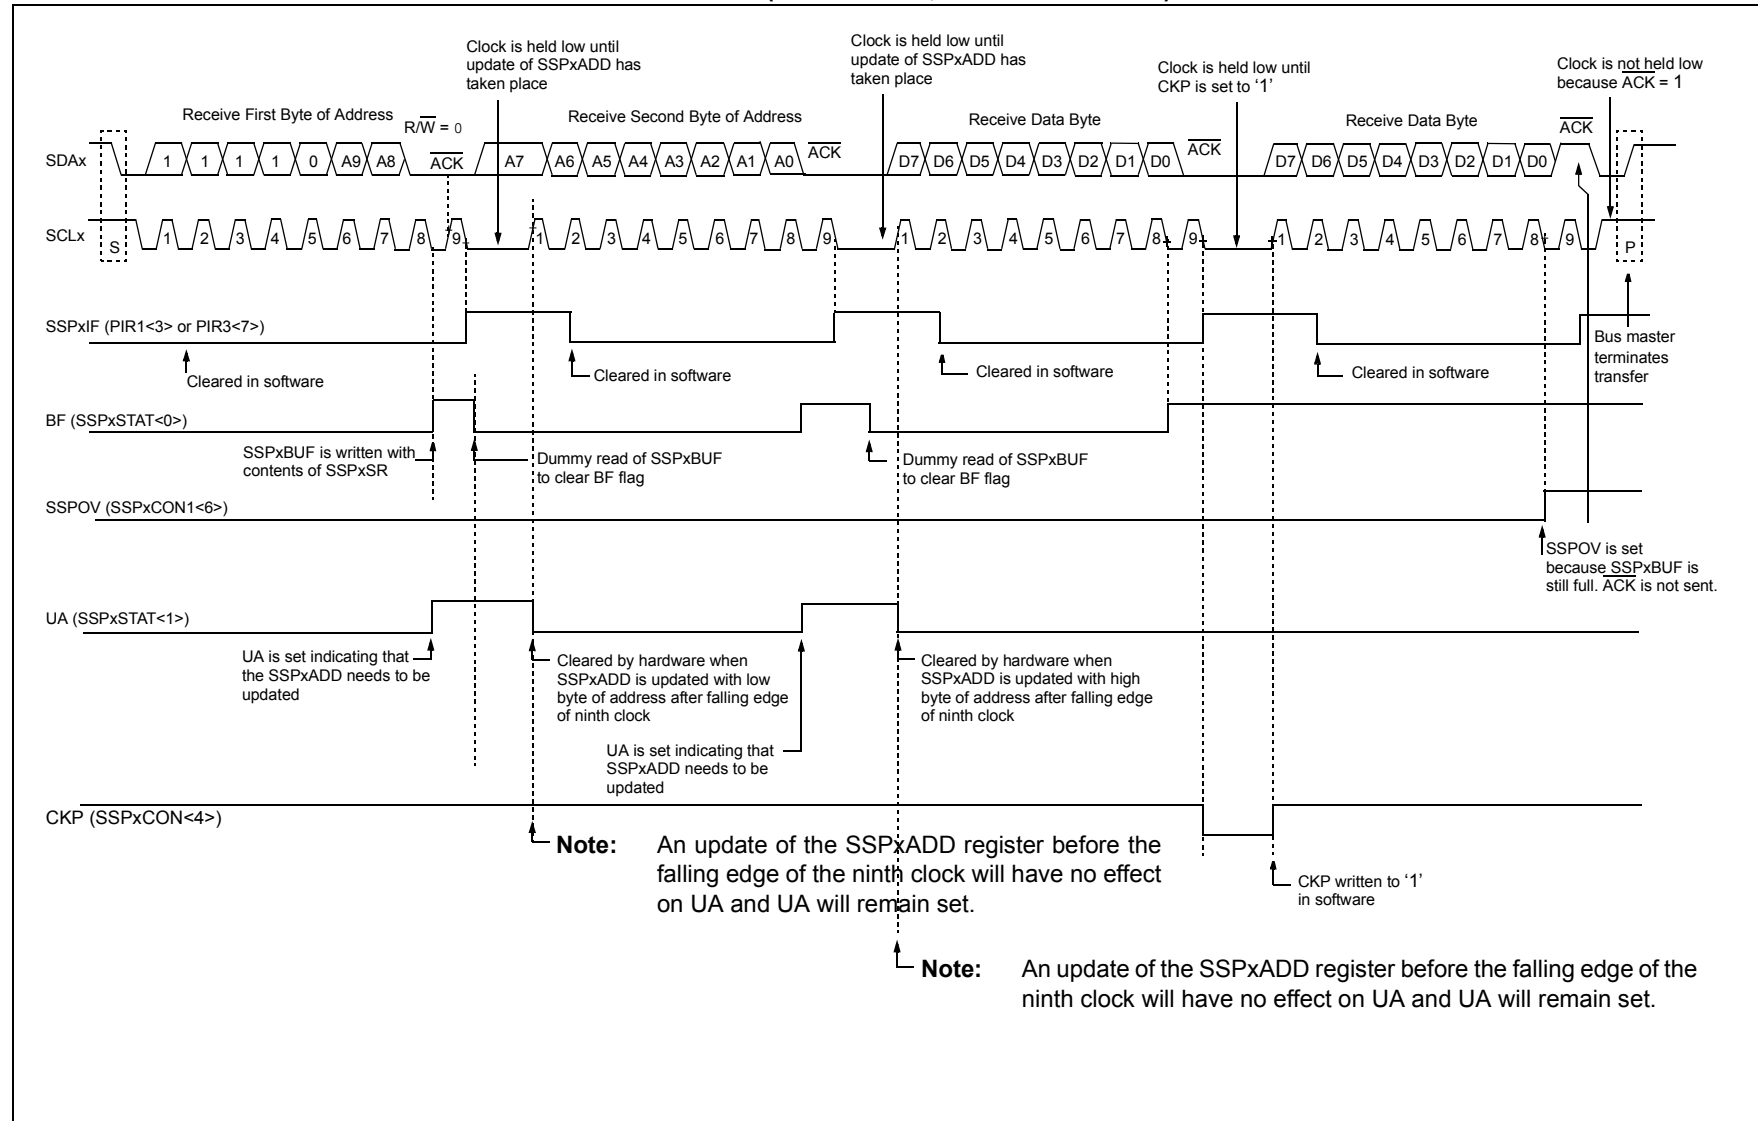 Clock is held low until
update of SSPxADD has
taken place
Clock is held low until
update of SSPxADD has
taken place
Clock is held low until
CKP is set to ‘1’
Clock is not held low
because ACK = 1
Receive First Byte of Address
R/W = 0
Receive Second Byte of Address
Receive Data Byte
Receive Data Byte
SDAx
1 1 1 1 0 A9 A8 ACK A7 A6 A5 A4 A3 A2 A1 A0 ACK D7 D6 D5 D4 D3 D2 D1 D0 ACK D7 D6 D5 D4 D3 D2 D1 D0 ACK
SCLx
S 1 2 3 4 5 6 7 8 9 1 2 3 4 5 6 7 8 9 1 2 3 4 5 6 7 8 9 1 2 3 4 5 6 7 8 9 P
SSPxIF (PIR1<3> or PIR3<7>)
Cleared in software
Cleared in software
Cleared in software
Cleared in software
Bus master
terminates
transfer
BF (SSPxSTAT<0>)
SSPxBUF is written with
contents of SSPxSR
Dummy read of SSPxBUF
to clear BF flag
Dummy read of SSPxBUF
to clear BF flag
SSPOV (SSPxCON1<6>)
SSPOV is set
because SSPxBUF is
still full. ACK is not sent.
UA (SSPxSTAT<1>)
UA is set indicating that
the SSPxADD needs to be
updated
Cleared by hardware when
SSPxADD is updated with low
byte of address after falling edge
of ninth clock
UA is set indicating that
SSPxADD needs to be
updated
Cleared by hardware when
SSPxADD is updated with high
byte of address after falling edge
of ninth clock
CKP (SSPxCON<4>)
Note: An update of the SSPxADD register before the
falling edge of the ninth clock will have no effect
on UA and UA will remain set.
CKP written to ‘1’
in software
Note: An update of the SSPxADD register before the falling edge of the
ninth clock will have no effect on UA and UA will remain set.